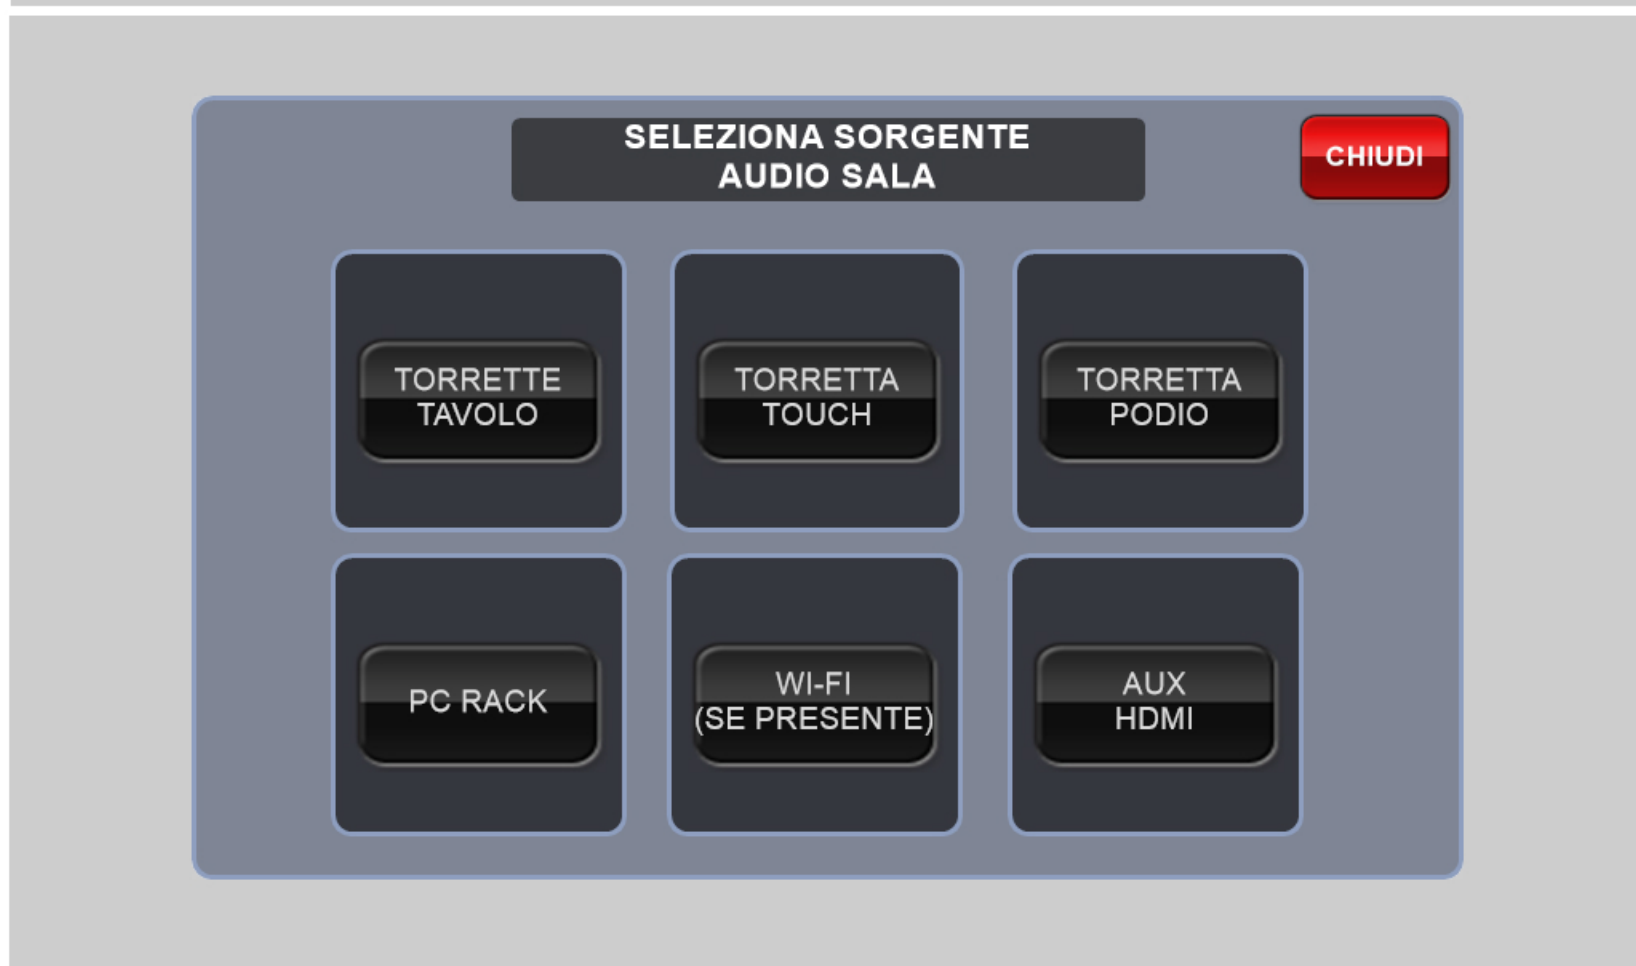 SELEZIONA SORGENTE
AUDIO SALA
CHIUDI
TORRETTE
TAVOLO
TORRETTA
TOUCH
TORRETTA
PODIO
PC RACK
WI-FI
(SE PRESENTE)
AUX
HDMI